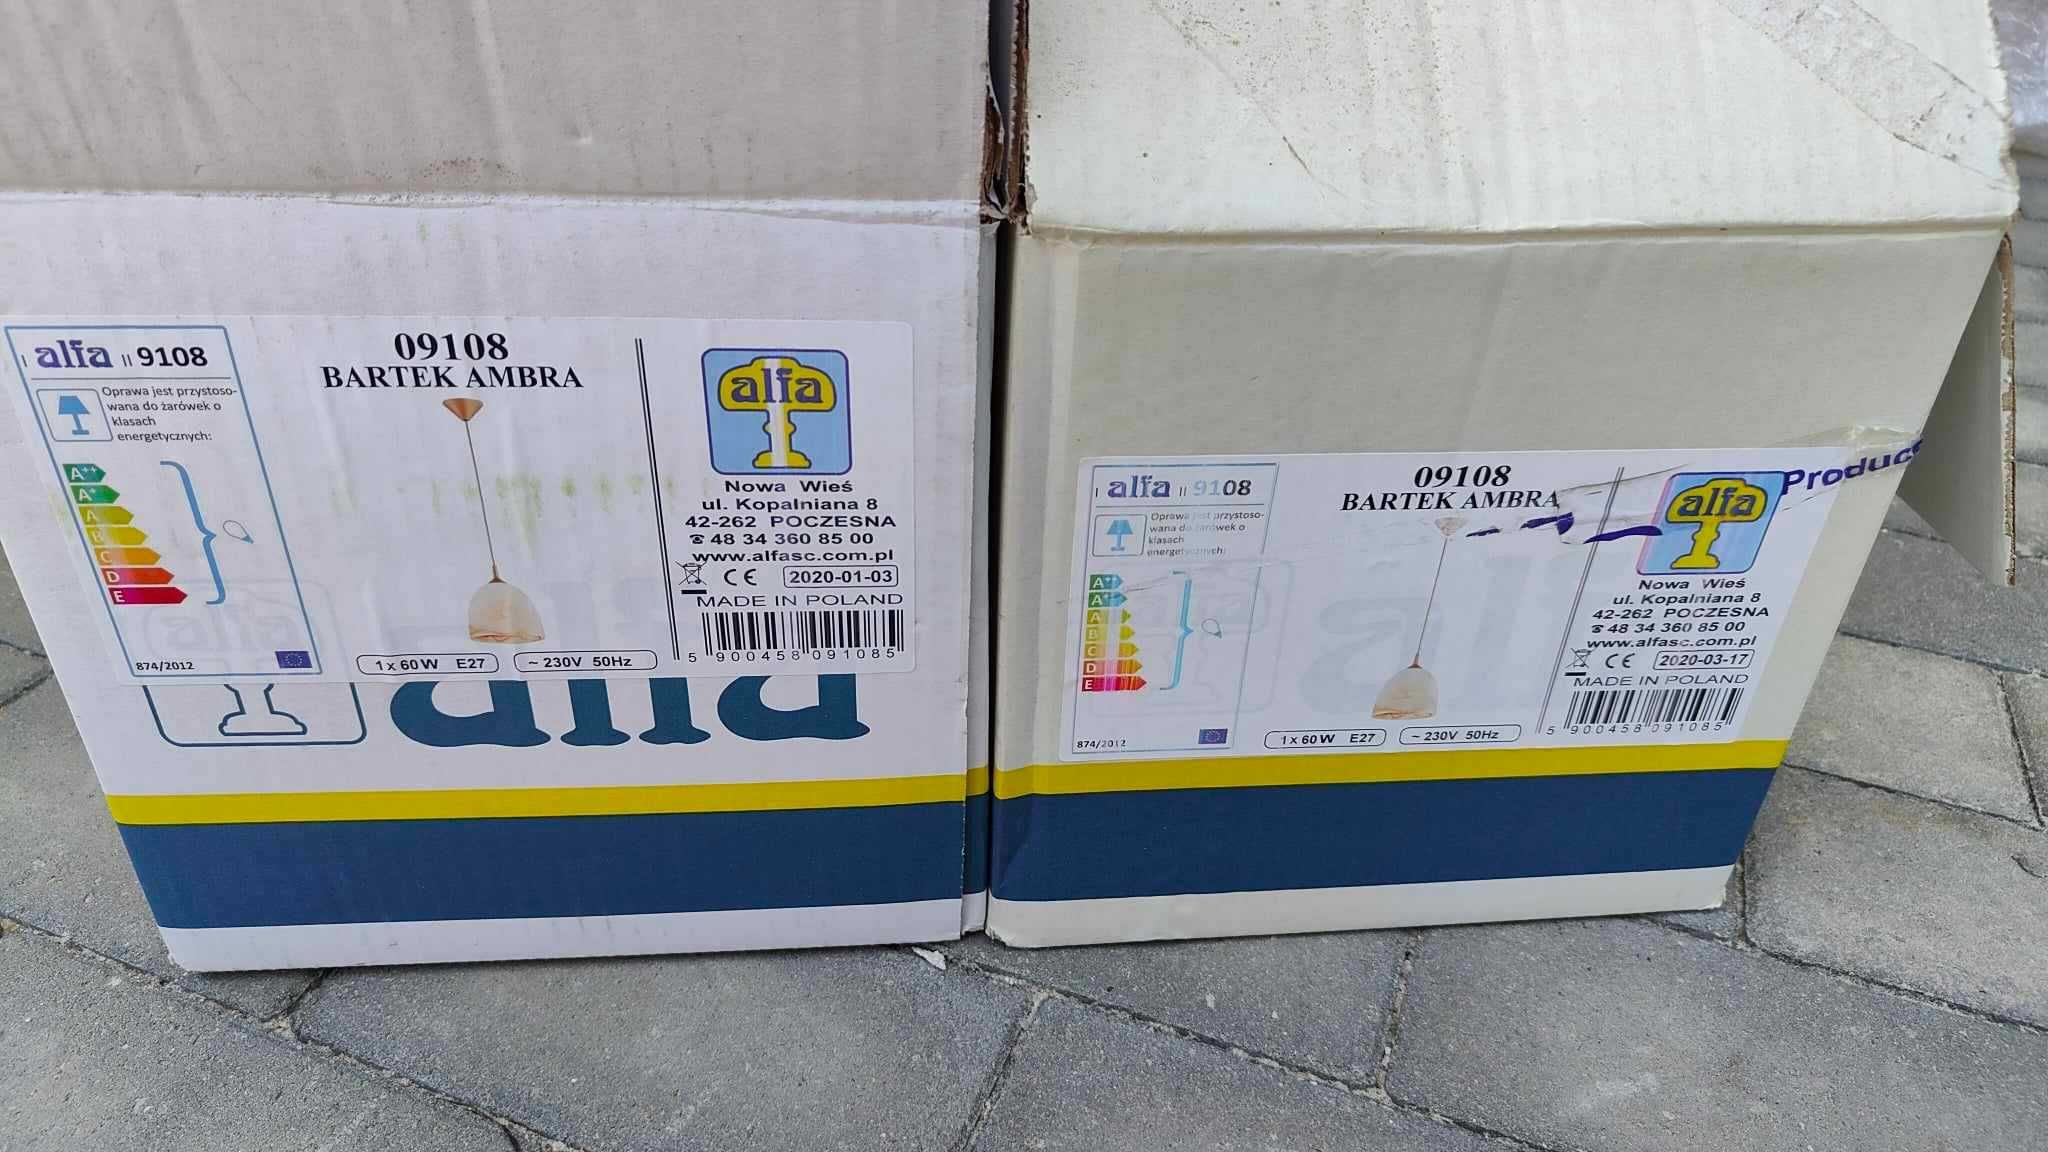 alfa 9108
Oprawa jest przystoso-
wana do żarówek o
klasach
energetycznych:
A++
A+
A
B
C
D
E
874/2012
09108
BARTEK AMBRA
1 x 60W E27
~ 230V 50Hz
alfa
Nowa Wieś
ul. Kopalniana 8
42-262 POCZESNA
☎ 48 34 360 85 00
www.alfasc.com.pl
CE 2020-01-03
MADE IN POLAND
5 900458 091085
alfa
alfa 9108
Oprawa jest przystoso-
wana do żarówek o
klasach
energetycznych:
A++
A+
A
B
C
D
E
874/2012
09108
BARTEK AMBRA
1 x 60W E27
~ 230V 50Hz
Produc
alfa
Nowa Wieś
ul. Kopalniana 8
42-262 POCZESNA
☎ 48 34 360 85 00
www.alfasc.com.pl
CE 2020-03-17
MADE IN POLAND
5 900458 091085